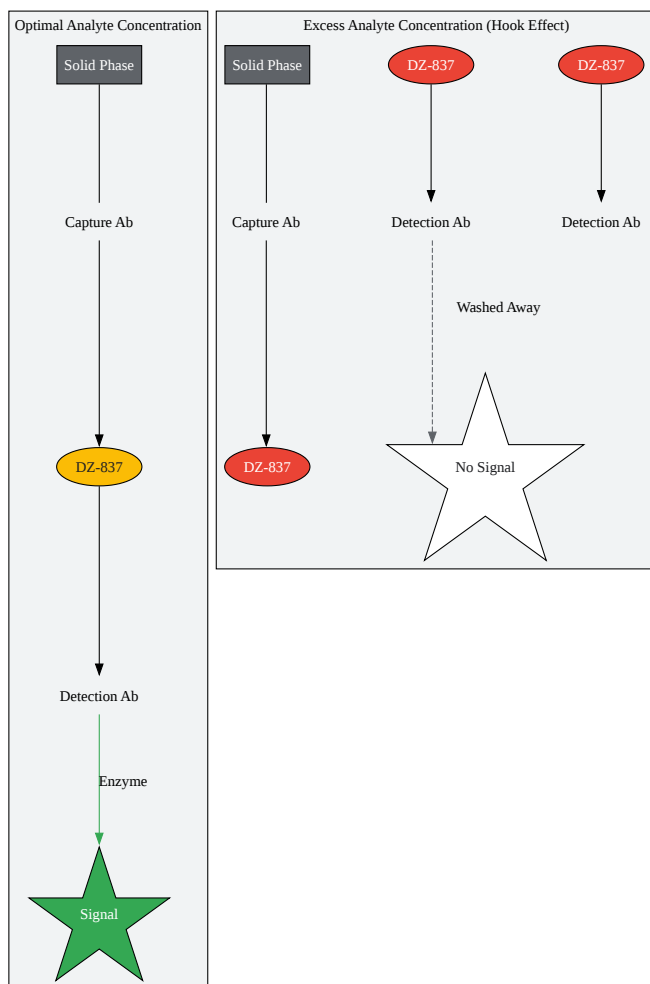 Optimal Analyte Concentration
Solid Phase
Capture Ab
DZ-837
Detection Ab
Enzyme
Signal
Excess Analyte Concentration (Hook Effect)
Solid Phase
DZ-837
DZ-837
Capture Ab
Detection Ab
Detection Ab
Washed Away
DZ-837
No Signal